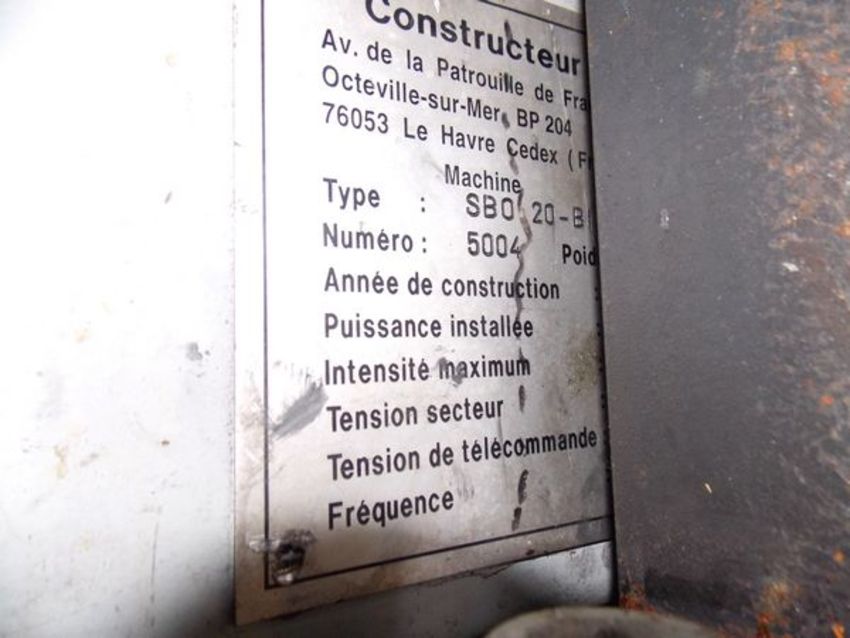 Constructeur
Av. de la Patrouille de Fra
Octeville-sur-Mer, BP 204
76053 Le Havre Cedex (F
Machine
Type : SBO 20-B
Numéro : 5004 Poid
Année de construction
Puissance installée
Intensité maximum
Tension secteur
Tension de télécommande
Fréquence